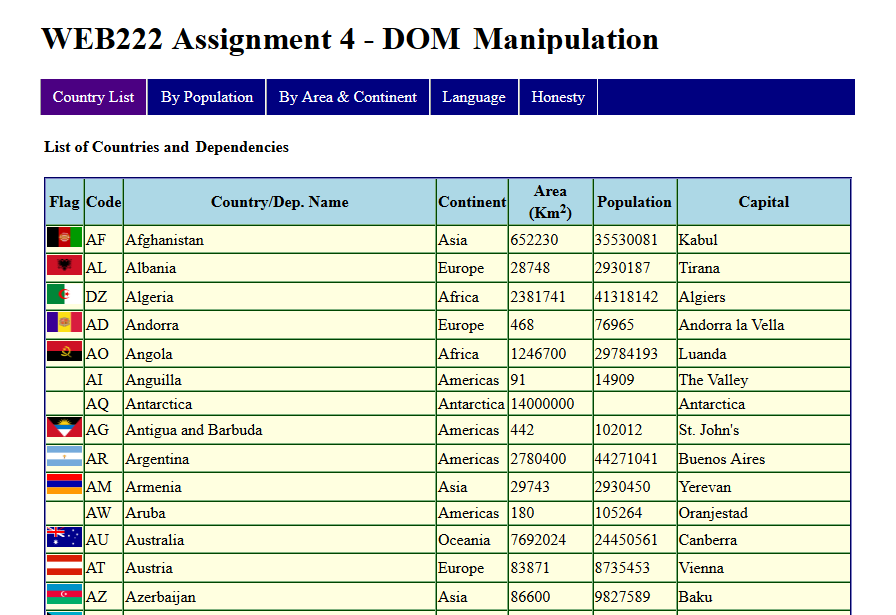 WEB222 Assignment 4 - DOM Manipulation
Country List By Population By Area & Continent Language Honesty
List of Countries and Dependencies
Flag Code Country/Dep. Name Continent Area (Km²) Population Capital
AF Afghanistan Asia 652230 35530081 Kabul
AL Albania Europe 28748 2930187 Tirana
DZ Algeria Africa 2381741 41318142 Algiers
AD Andorra Europe 468 76965 Andorra la Vella
AO Angola Africa 1246700 29784193 Luanda
AI Anguilla Americas 91 14909 The Valley
AQ Antarctica Antarctica 14000000 Antarctica
AG Antigua and Barbuda Americas 442 102012 St. John's
AR Argentina Americas 2780400 44271041 Buenos Aires
AM Armenia Asia 29743 2930450 Yerevan
AW Aruba Americas 180 105264 Oranjestad
AU Australia Oceania 7692024 24450561 Canberra
AT Austria Europe 83871 8735453 Vienna
AZ Azerbaijan Asia 86600 9827589 Baku